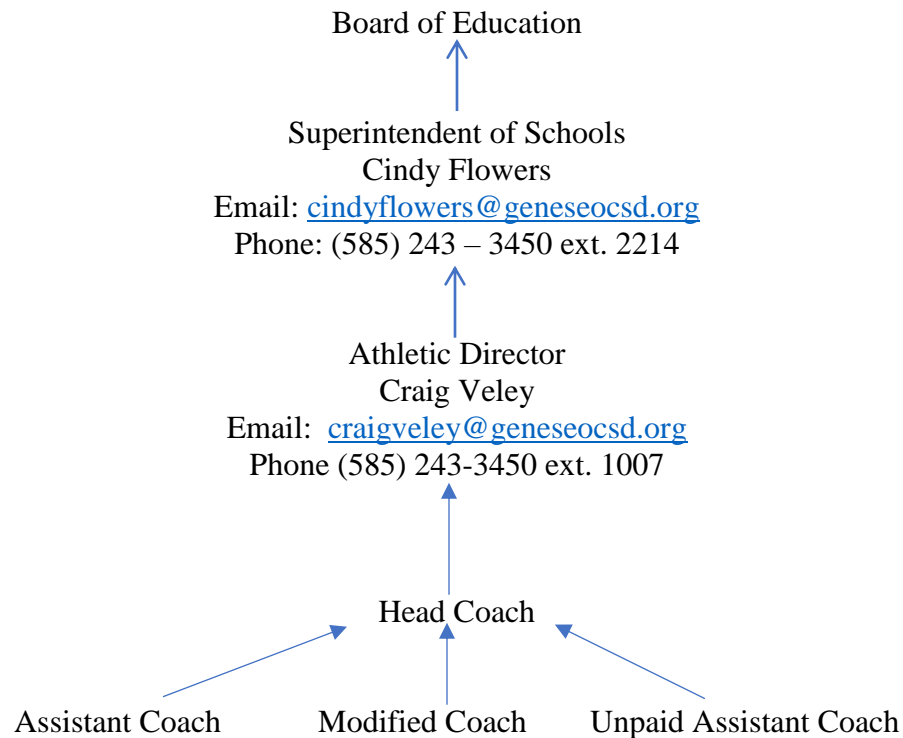 Board of Education
Superintendent of Schools
Cindy Flowers
Email: cindyflowers@geneseocsd.org
Phone: (585) 243 – 3450 ext. 2214
Athletic Director
Craig Veley
Email:  craigveley@geneseocsd.org
Phone (585) 243-3450 ext. 1007
Head Coach
Assistant Coach Modified Coach Unpaid Assistant Coach